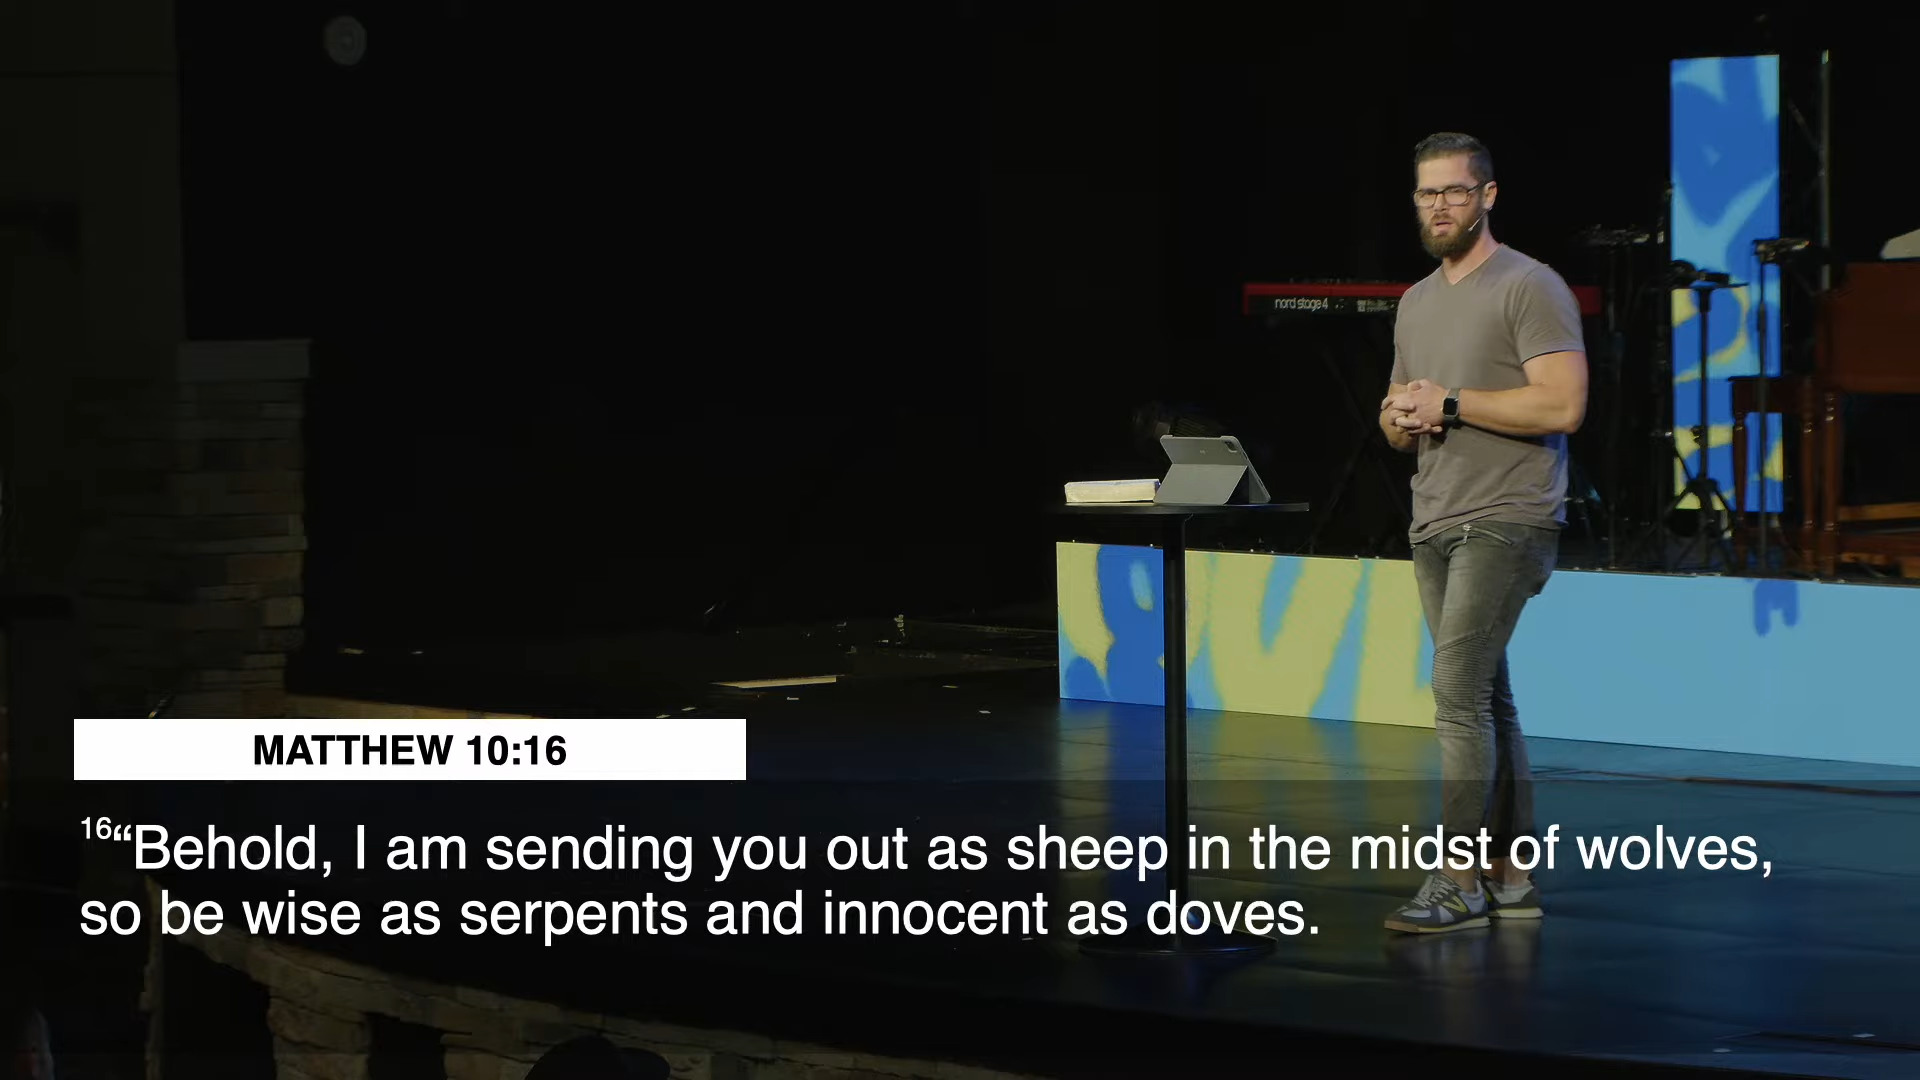 nord stage 4
MATTHEW 10:16
16“Behold, I am sending you out as sheep in the midst of wolves,
so be wise as serpents and innocent as doves.